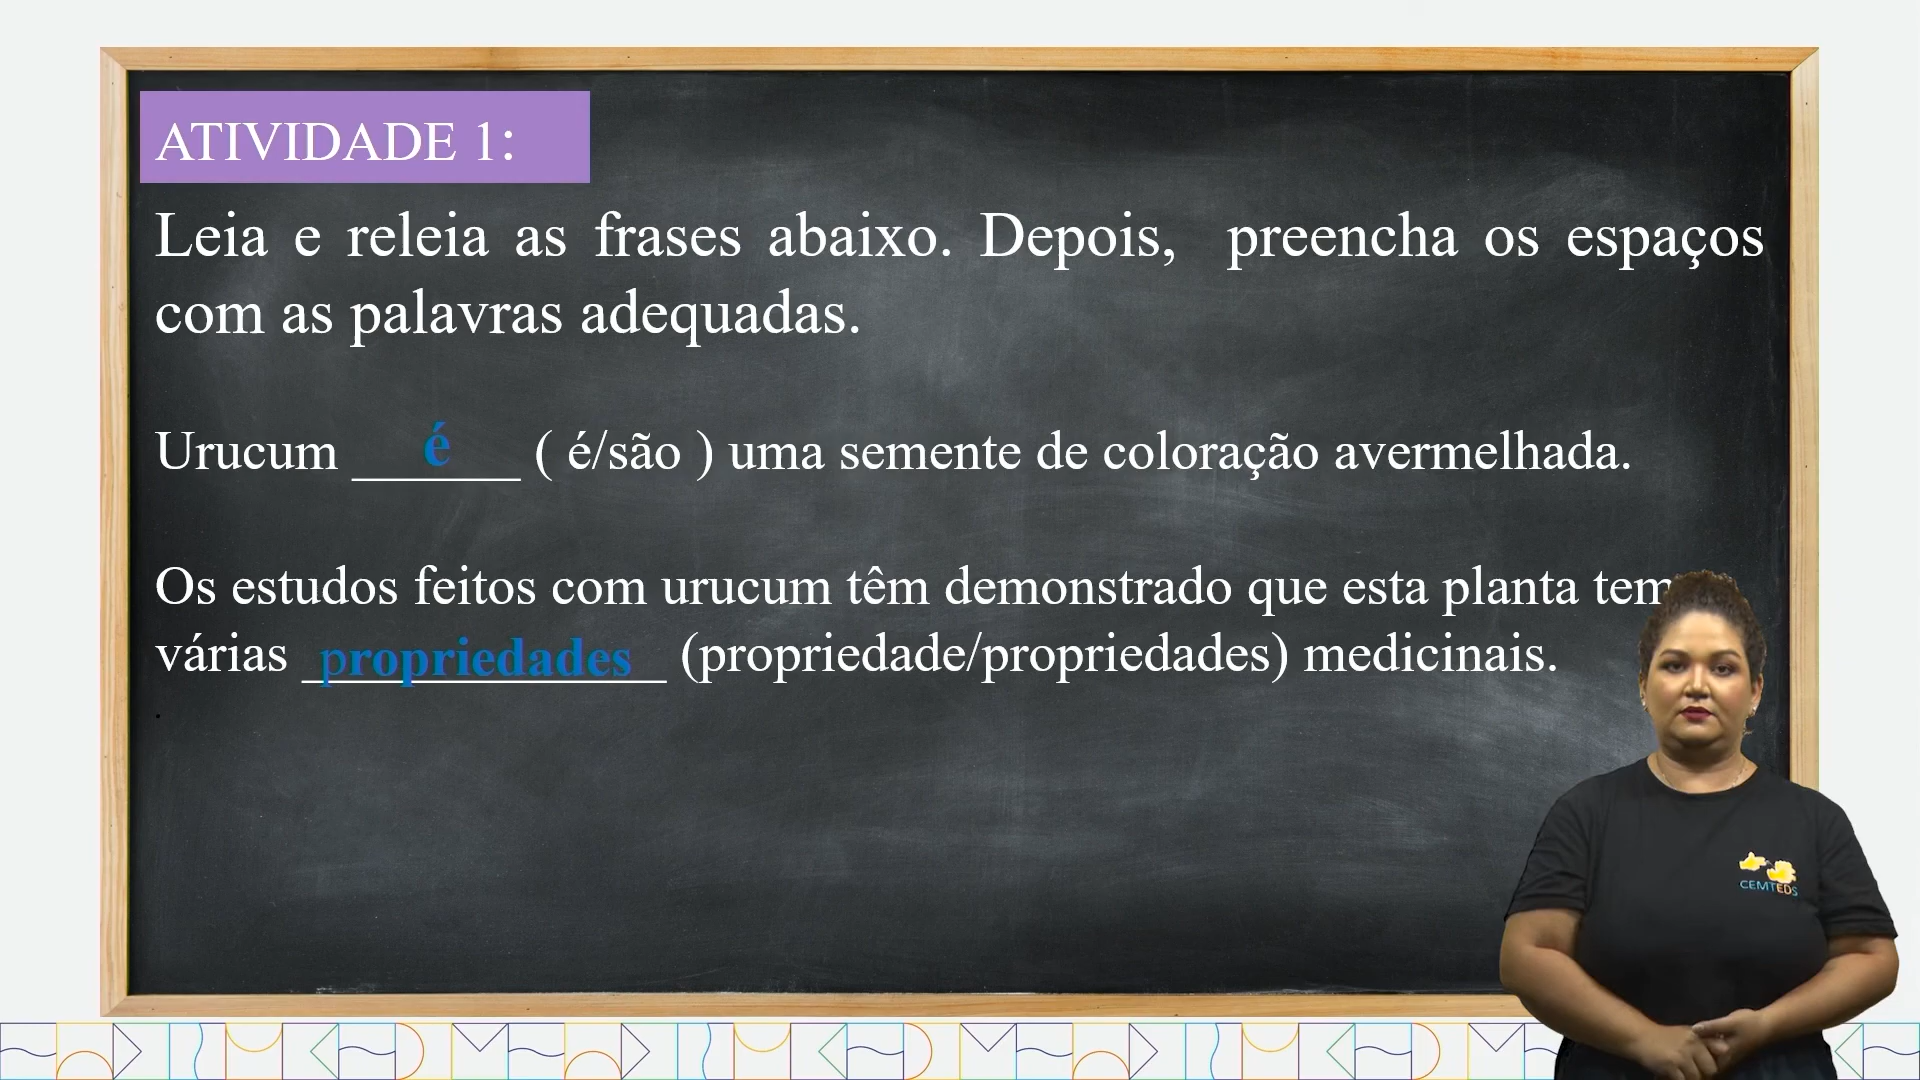 ATIVIDADE 1:
Leia e releia as frases abaixo. Depois, preencha os espaços
com as palavras adequadas.
Urucum ______ é ( é/são ) uma semente de coloração avermelhada.
Os estudos feitos com urucum têm demonstrado que esta planta tem
várias propriedades (propriedade/propriedades) medicinais.
.
CEMTEDS